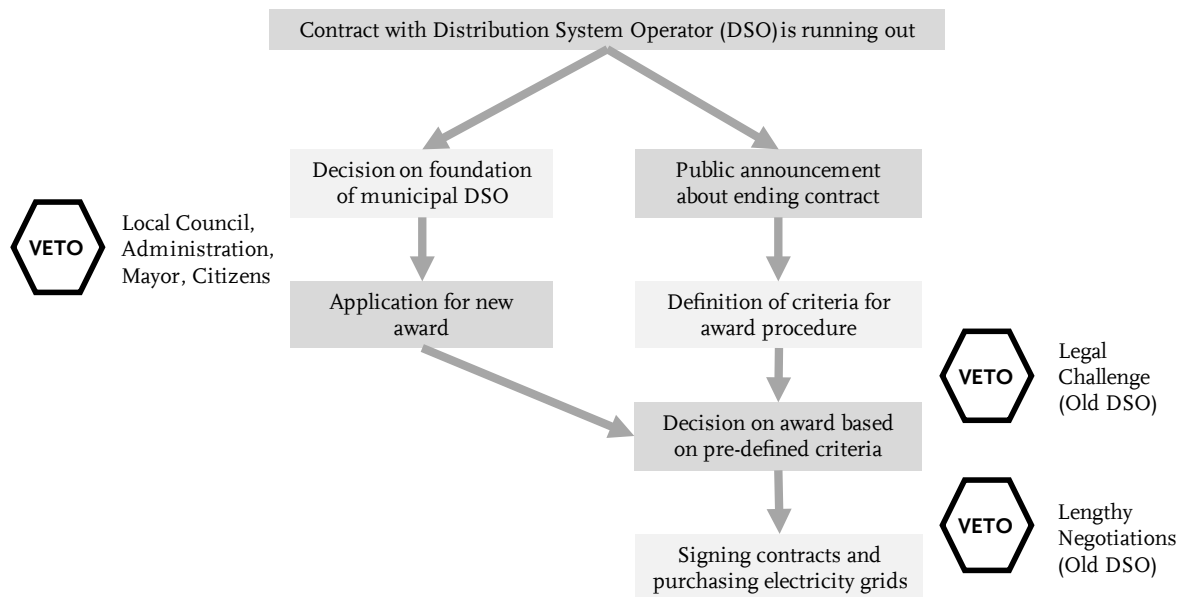 Contract with Distribution System Operator (DSO) is running out
Decision on foundation
of municipal DSO
Public announcement
about ending contract
VETO
Local Council,
Administration,
Mayor, Citizens
Application for new
award
Definition of criteria for
award procedure
VETO
Legal
Challenge
(Old DSO)
Decision on award based
on pre-defined criteria
VETO
Lengthy
Negotiations
(Old DSO)
Signing contracts and
purchasing electricity grids